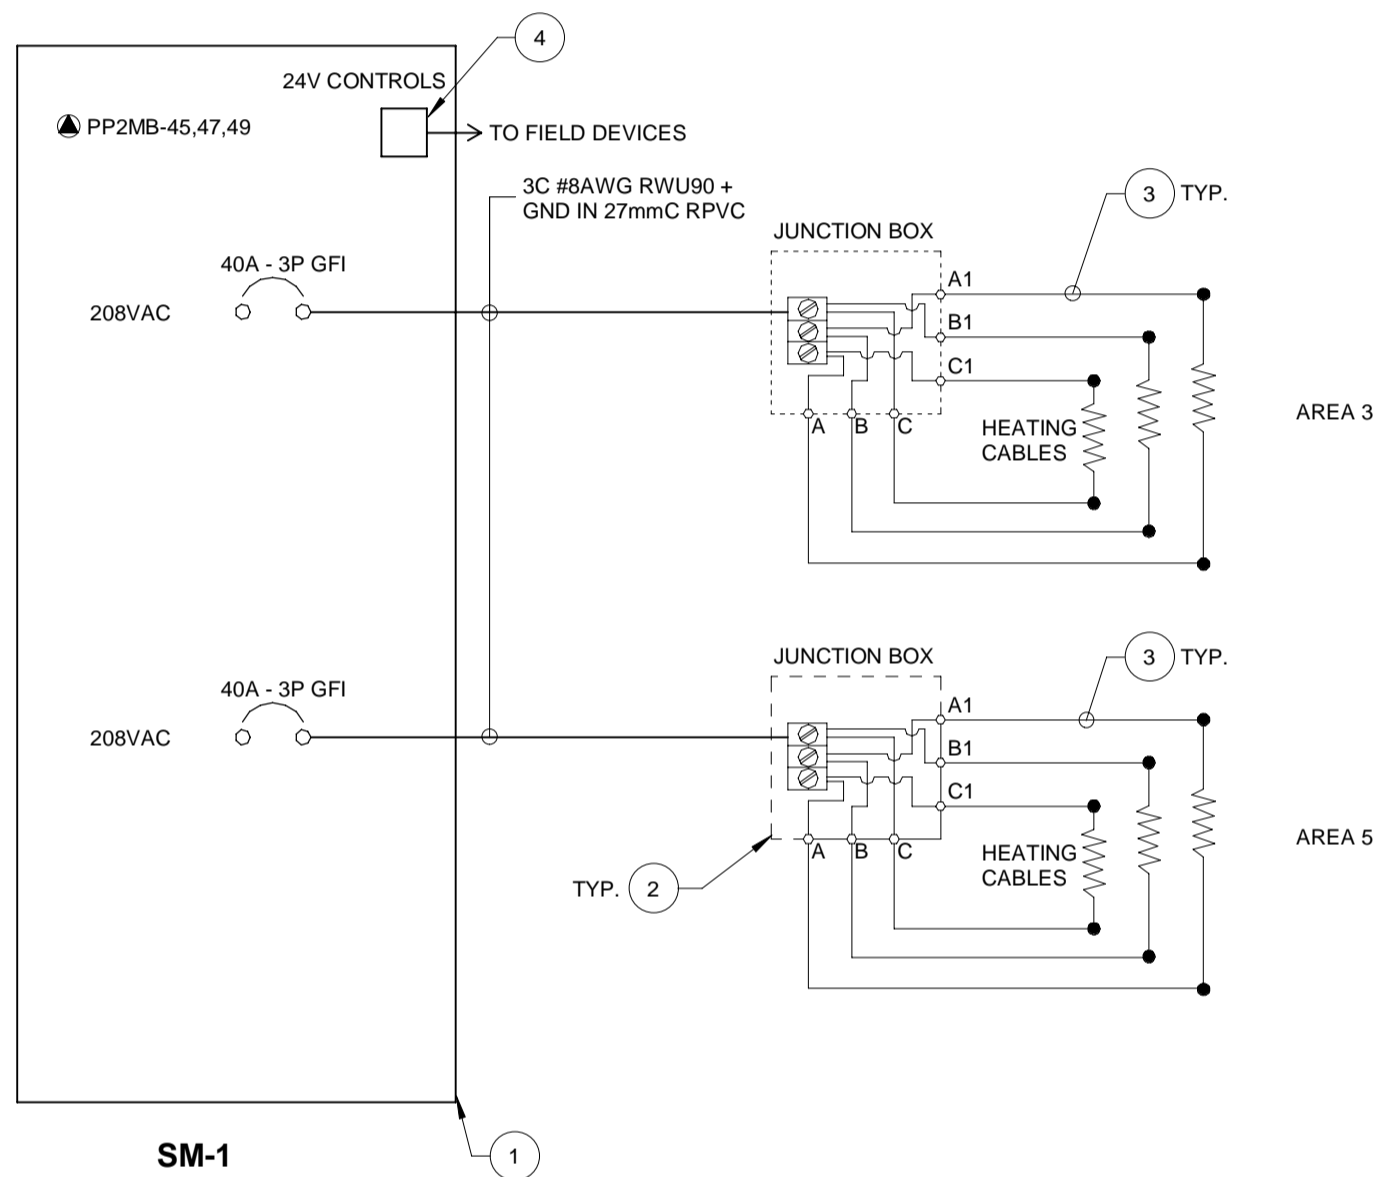 4
24V CONTROLS
PP2MB-45,47,49
TO FIELD DEVICES
3C #8AWG RWU90 +
GND IN 27mmC RPVC
3 TYP.
JUNCTION BOX
40A - 3P GFI
208VAC
A1
B1
C1
A B C
HEATING
CABLES
AREA 3
3 TYP.
JUNCTION BOX
40A - 3P GFI
208VAC
A1
B1
C1
A B C
HEATING
CABLES
AREA 5
TYP. 2
SM-1
1